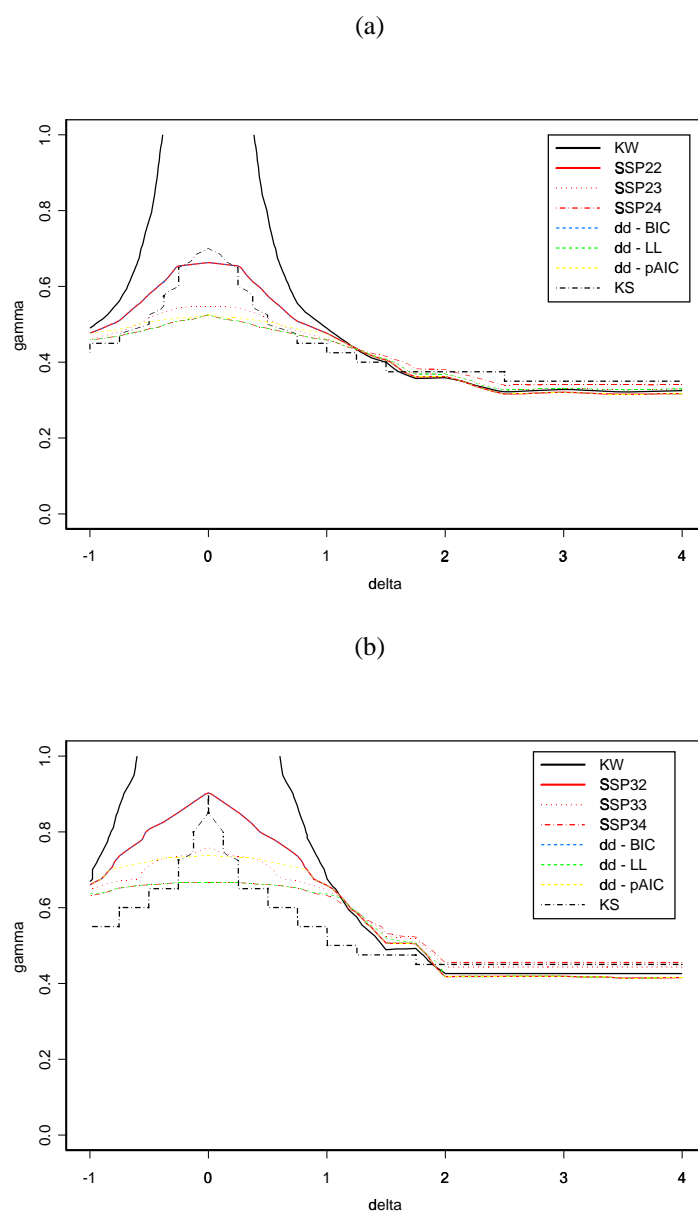 (a)
1.0
0.8
0.6
0.4
0.2
0.0
gamma
KW
SSP22
SSP23
SSP24
dd - BIC
dd - LL
dd - pAIC
KS
-1 0 1 2 3 4
delta
(b)
1.0
0.8
0.6
0.4
0.2
0.0
gamma
KW
SSP32
SSP33
SSP34
dd - BIC
dd - LL
dd - pAIC
KS
-1 0 1 2 3 4
delta